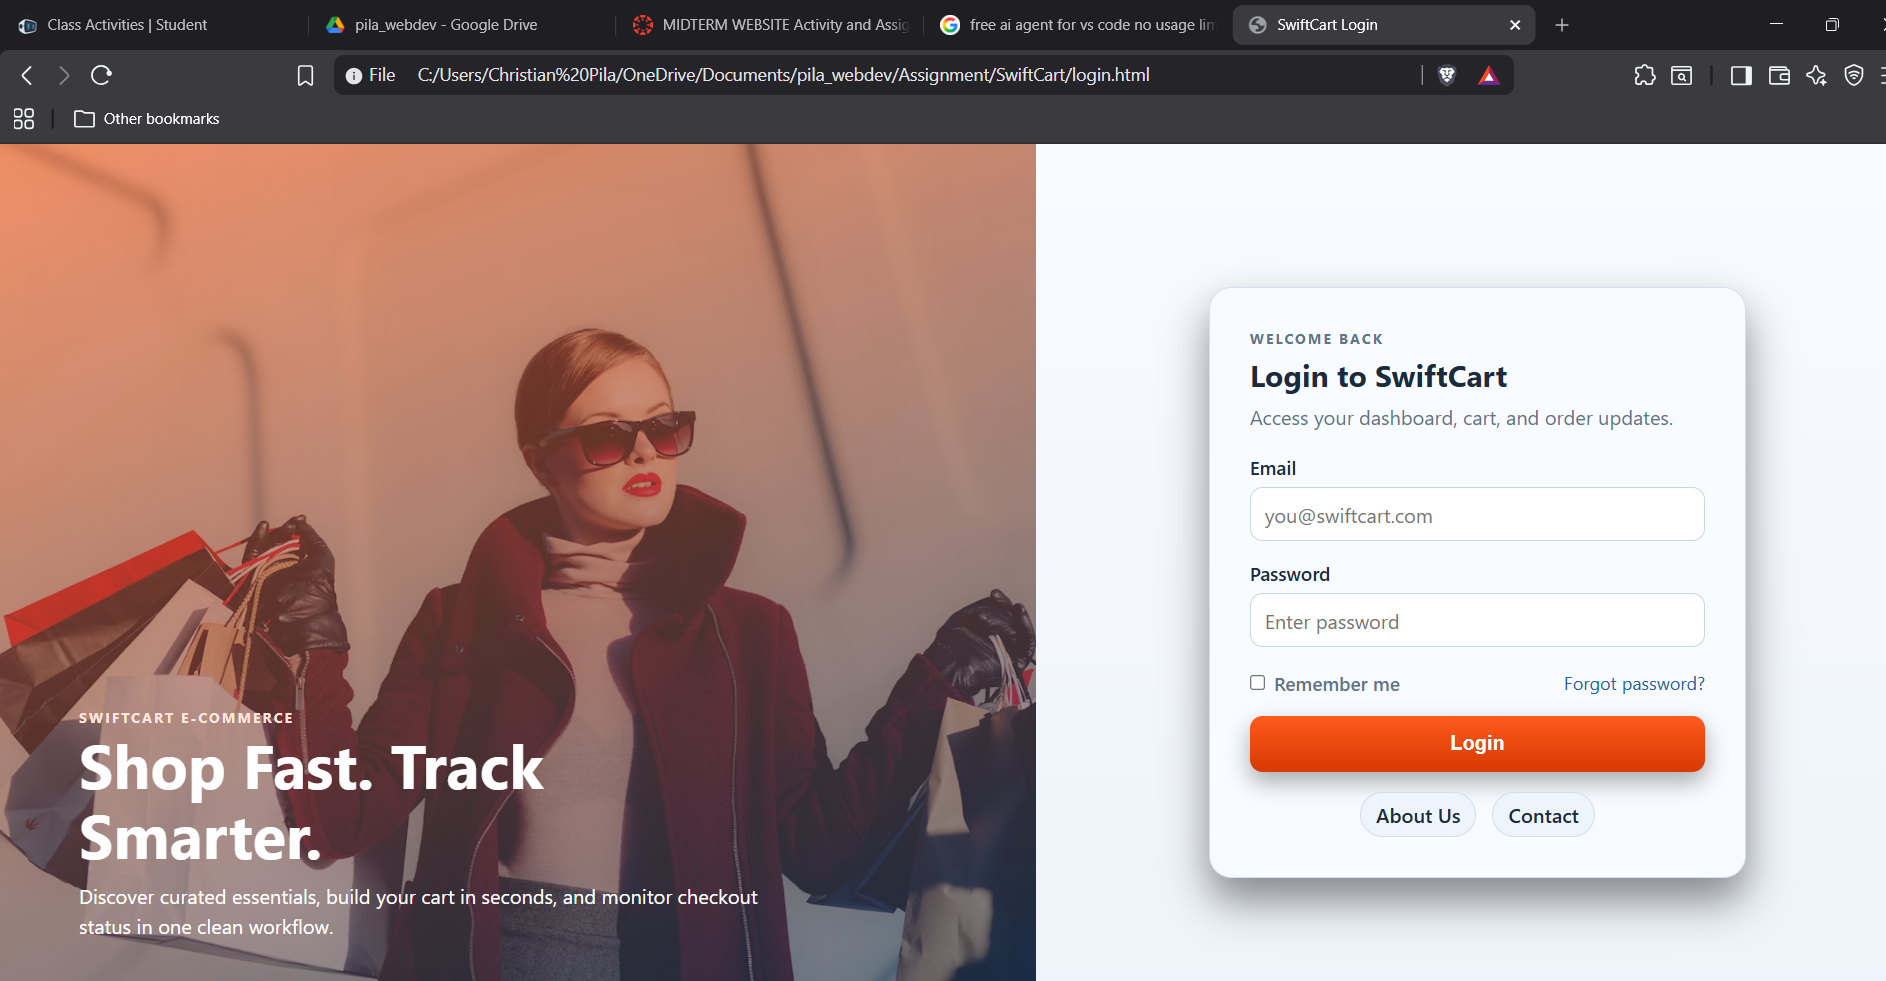 Class Activities | Student
pila_webdev - Google Drive
MIDTERM WEBSITE Activity and Assig
free ai agent for vs code no usage lim
SwiftCart Login
File C:/Users/Christian%20Pila/OneDrive/Documents/pila_webdev/Assignment/SwiftCart/login.html
Other bookmarks
SWIFTCART E-COMMERCE
Shop Fast. Track
Smarter.
Discover curated essentials, build your cart in seconds, and monitor checkout
status in one clean workflow.
WELCOME BACK
Login to SwiftCart
Access your dashboard, cart, and order updates.
Email
you@swiftcart.com
Password
Enter password
Remember me Forgot password?
Login
About Us Contact